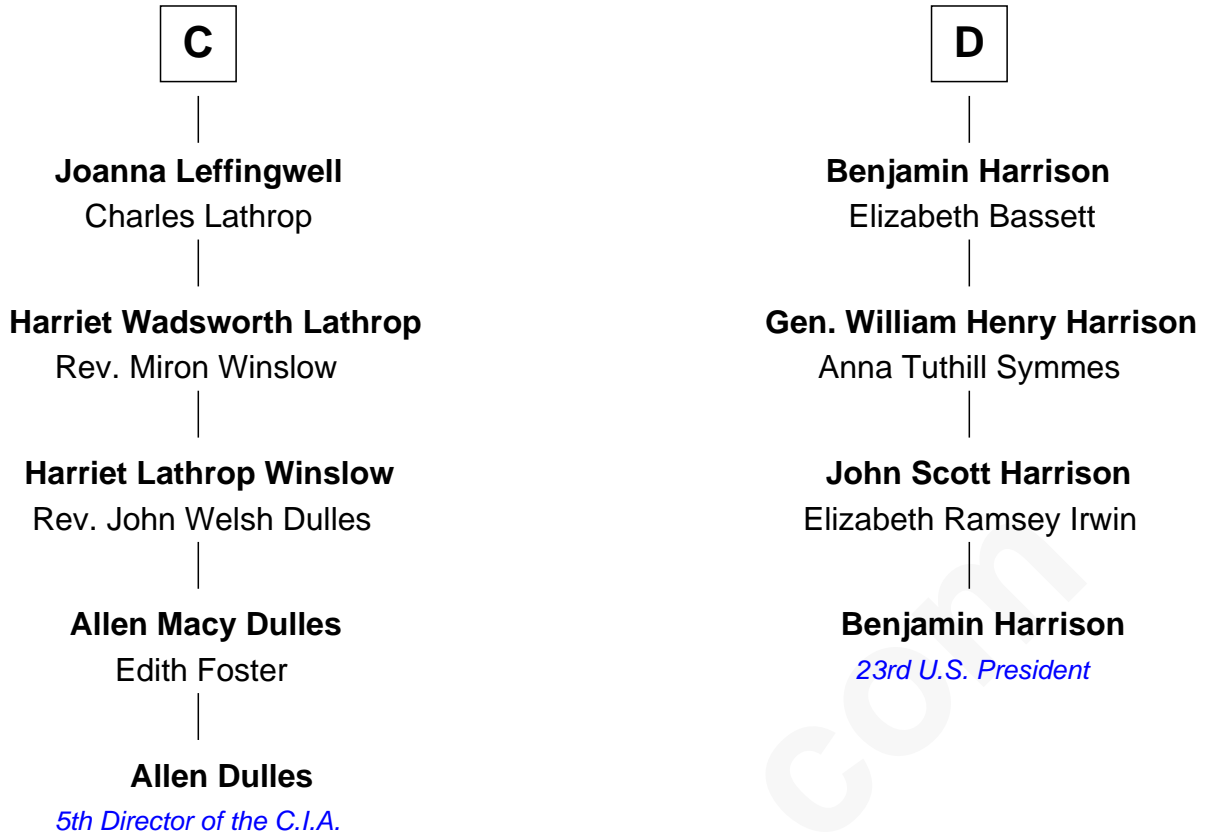 C
Joanna Leffingwell
Charles Lathrop
Harriet Wadsworth Lathrop
Rev. Miron Winslow
Harriet Lathrop Winslow
Rev. John Welsh Dulles
Allen Macy Dulles
Edith Foster
Allen Dulles
5th Director of the C.I.A.
D
Benjamin Harrison
Elizabeth Bassett
Gen. William Henry Harrison
Anna Tuthill Symmes
John Scott Harrison
Elizabeth Ramsey Irwin
Benjamin Harrison
23rd U.S. President
com